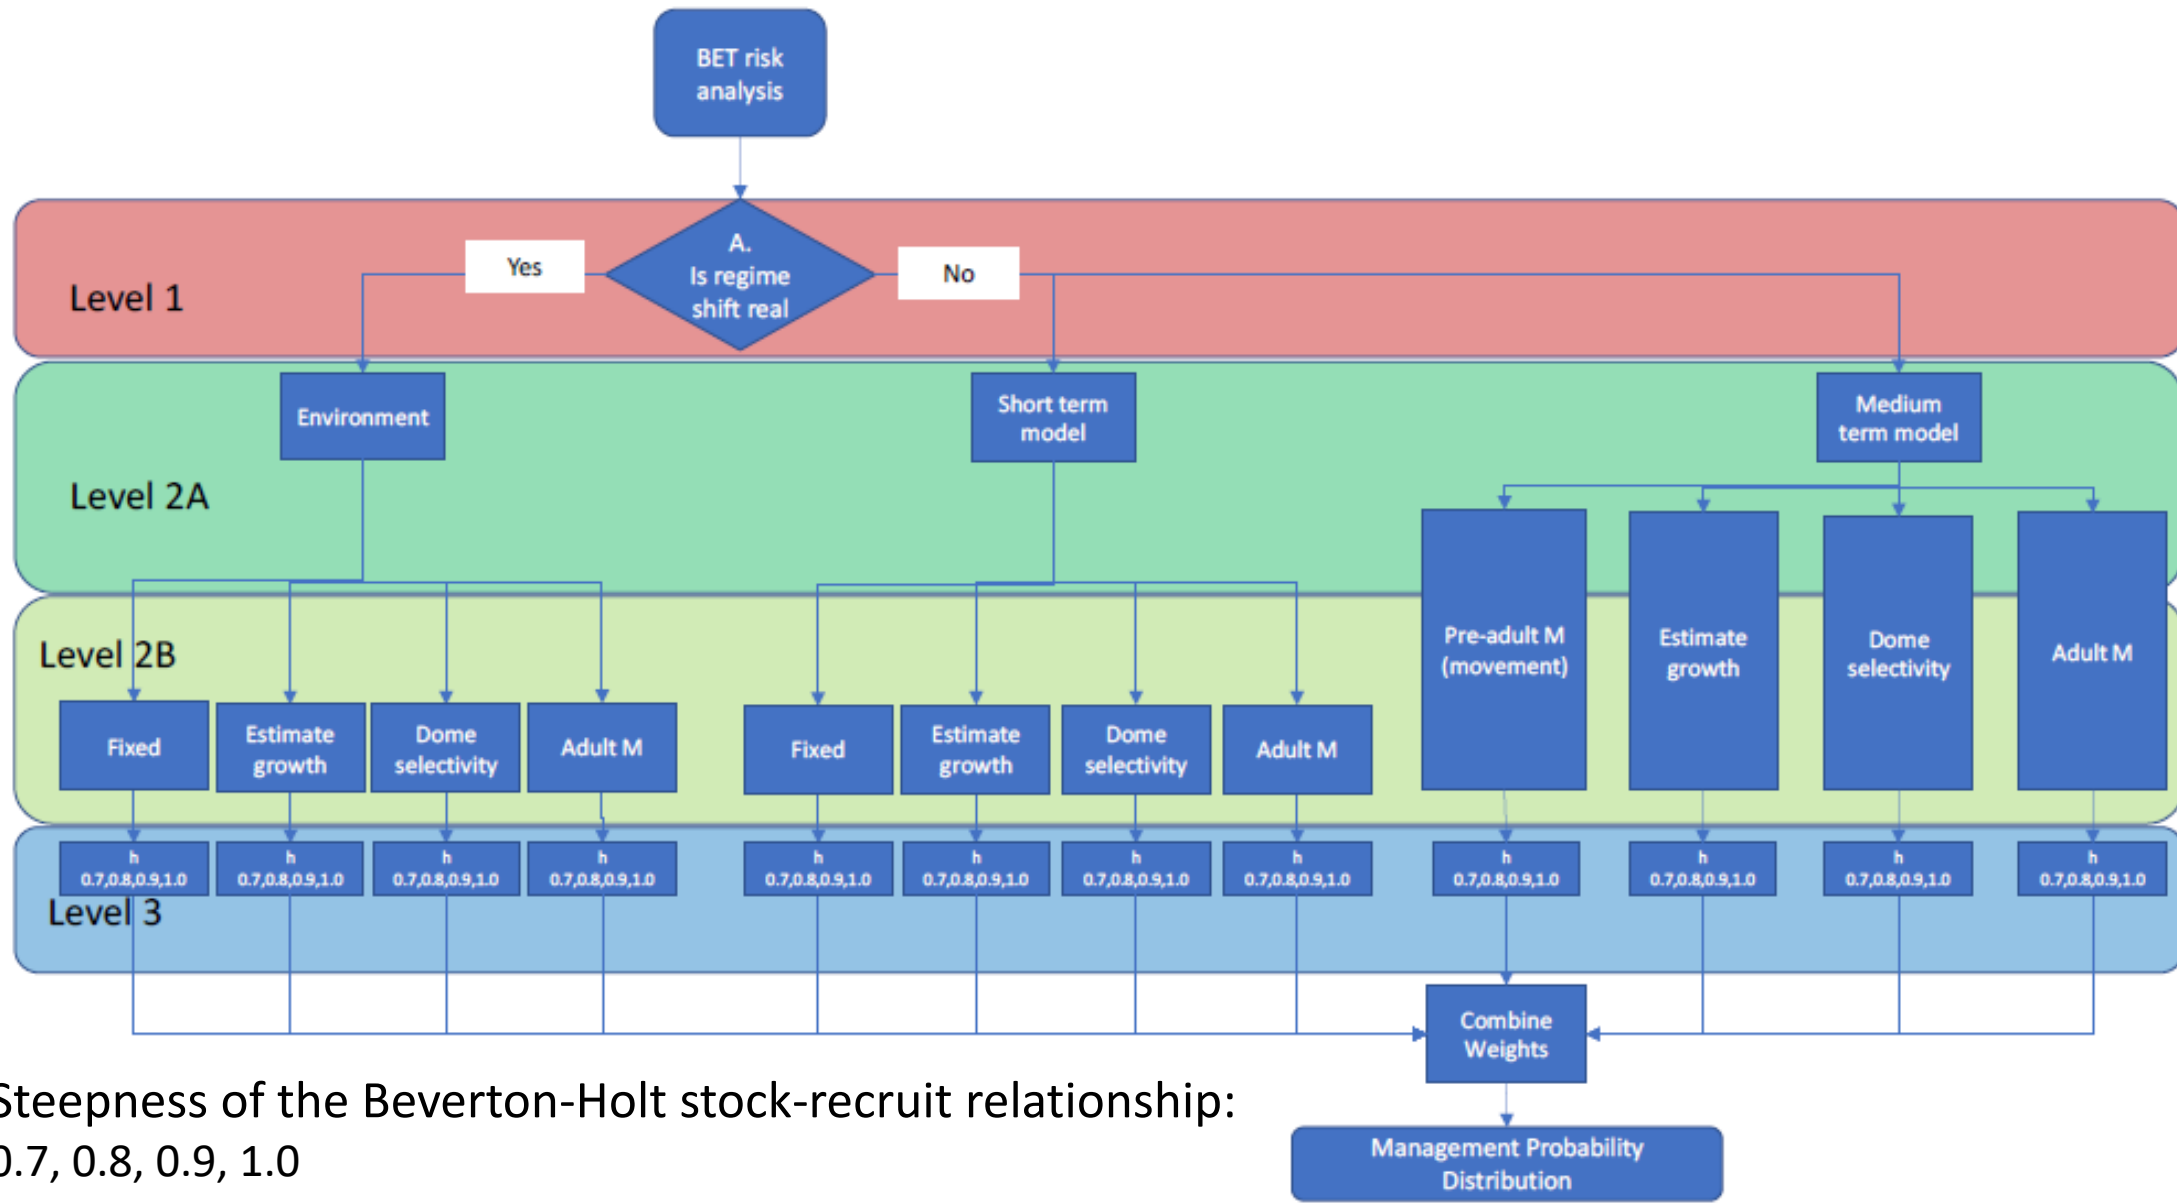 BET risk
analysis
Level 1
Yes
A.
Is regime
shift real
No
Level 2A
Environment
Short term
model
Medium
term model
Level 2B
Fixed
Estimate
growth
Dome
selectivity
Adult M
Fixed
Estimate
growth
Dome
selectivity
Adult M
Pre-adult M
(movement)
Estimate
growth
Dome
selectivity
Adult M
Level 3
h
0.7,0.8,0.9,1.0
h
0.7,0.8,0.9,1.0
h
0.7,0.8,0.9,1.0
h
0.7,0.8,0.9,1.0
h
0.7,0.8,0.9,1.0
h
0.7,0.8,0.9,1.0
h
0.7,0.8,0.9,1.0
h
0.7,0.8,0.9,1.0
h
0.7,0.8,0.9,1.0
h
0.7,0.8,0.9,1.0
h
0.7,0.8,0.9,1.0
h
0.7,0.8,0.9,1.0
Combine
Weights
Steepness of the Beverton-Holt stock-recruit relationship:
0.7, 0.8, 0.9, 1.0
Management Probability
Distribution